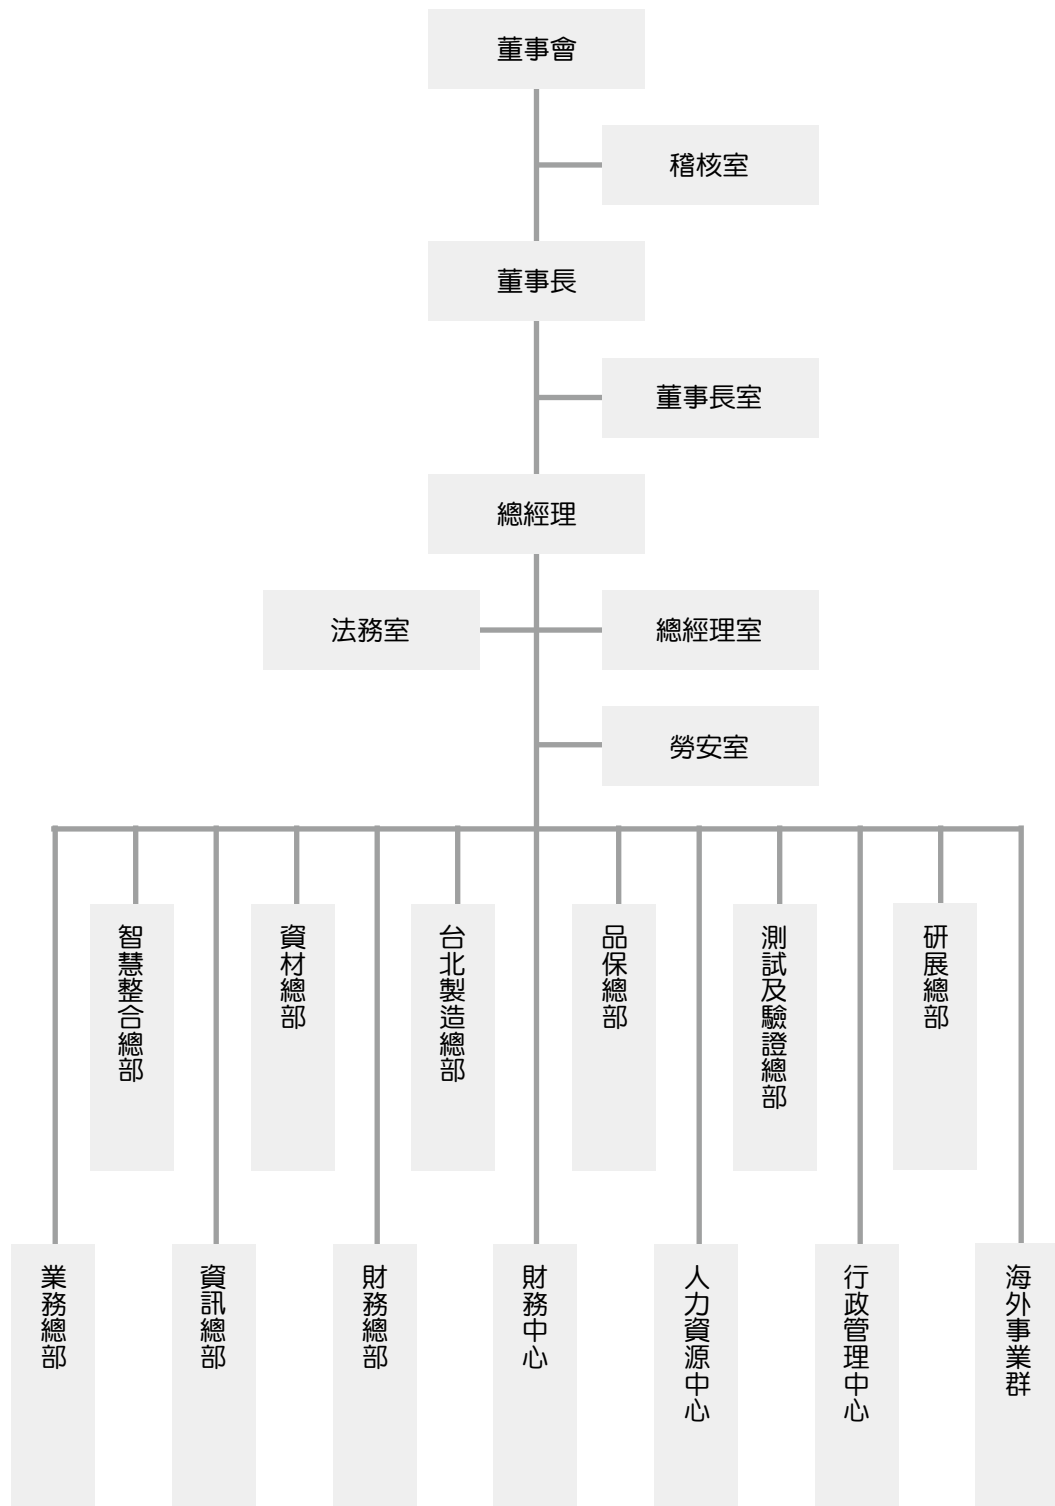 董事會
稽核室
董事長
董事長室
總經理
法務室
總經理室
勞安室
智慧整合總部
資材總部
台北製造總部
品保總部
測試及驗證總部
研展總部
業務總部
資訊總部
財務總部
財務中心
人力資源中心
行政管理中心
海外事業群